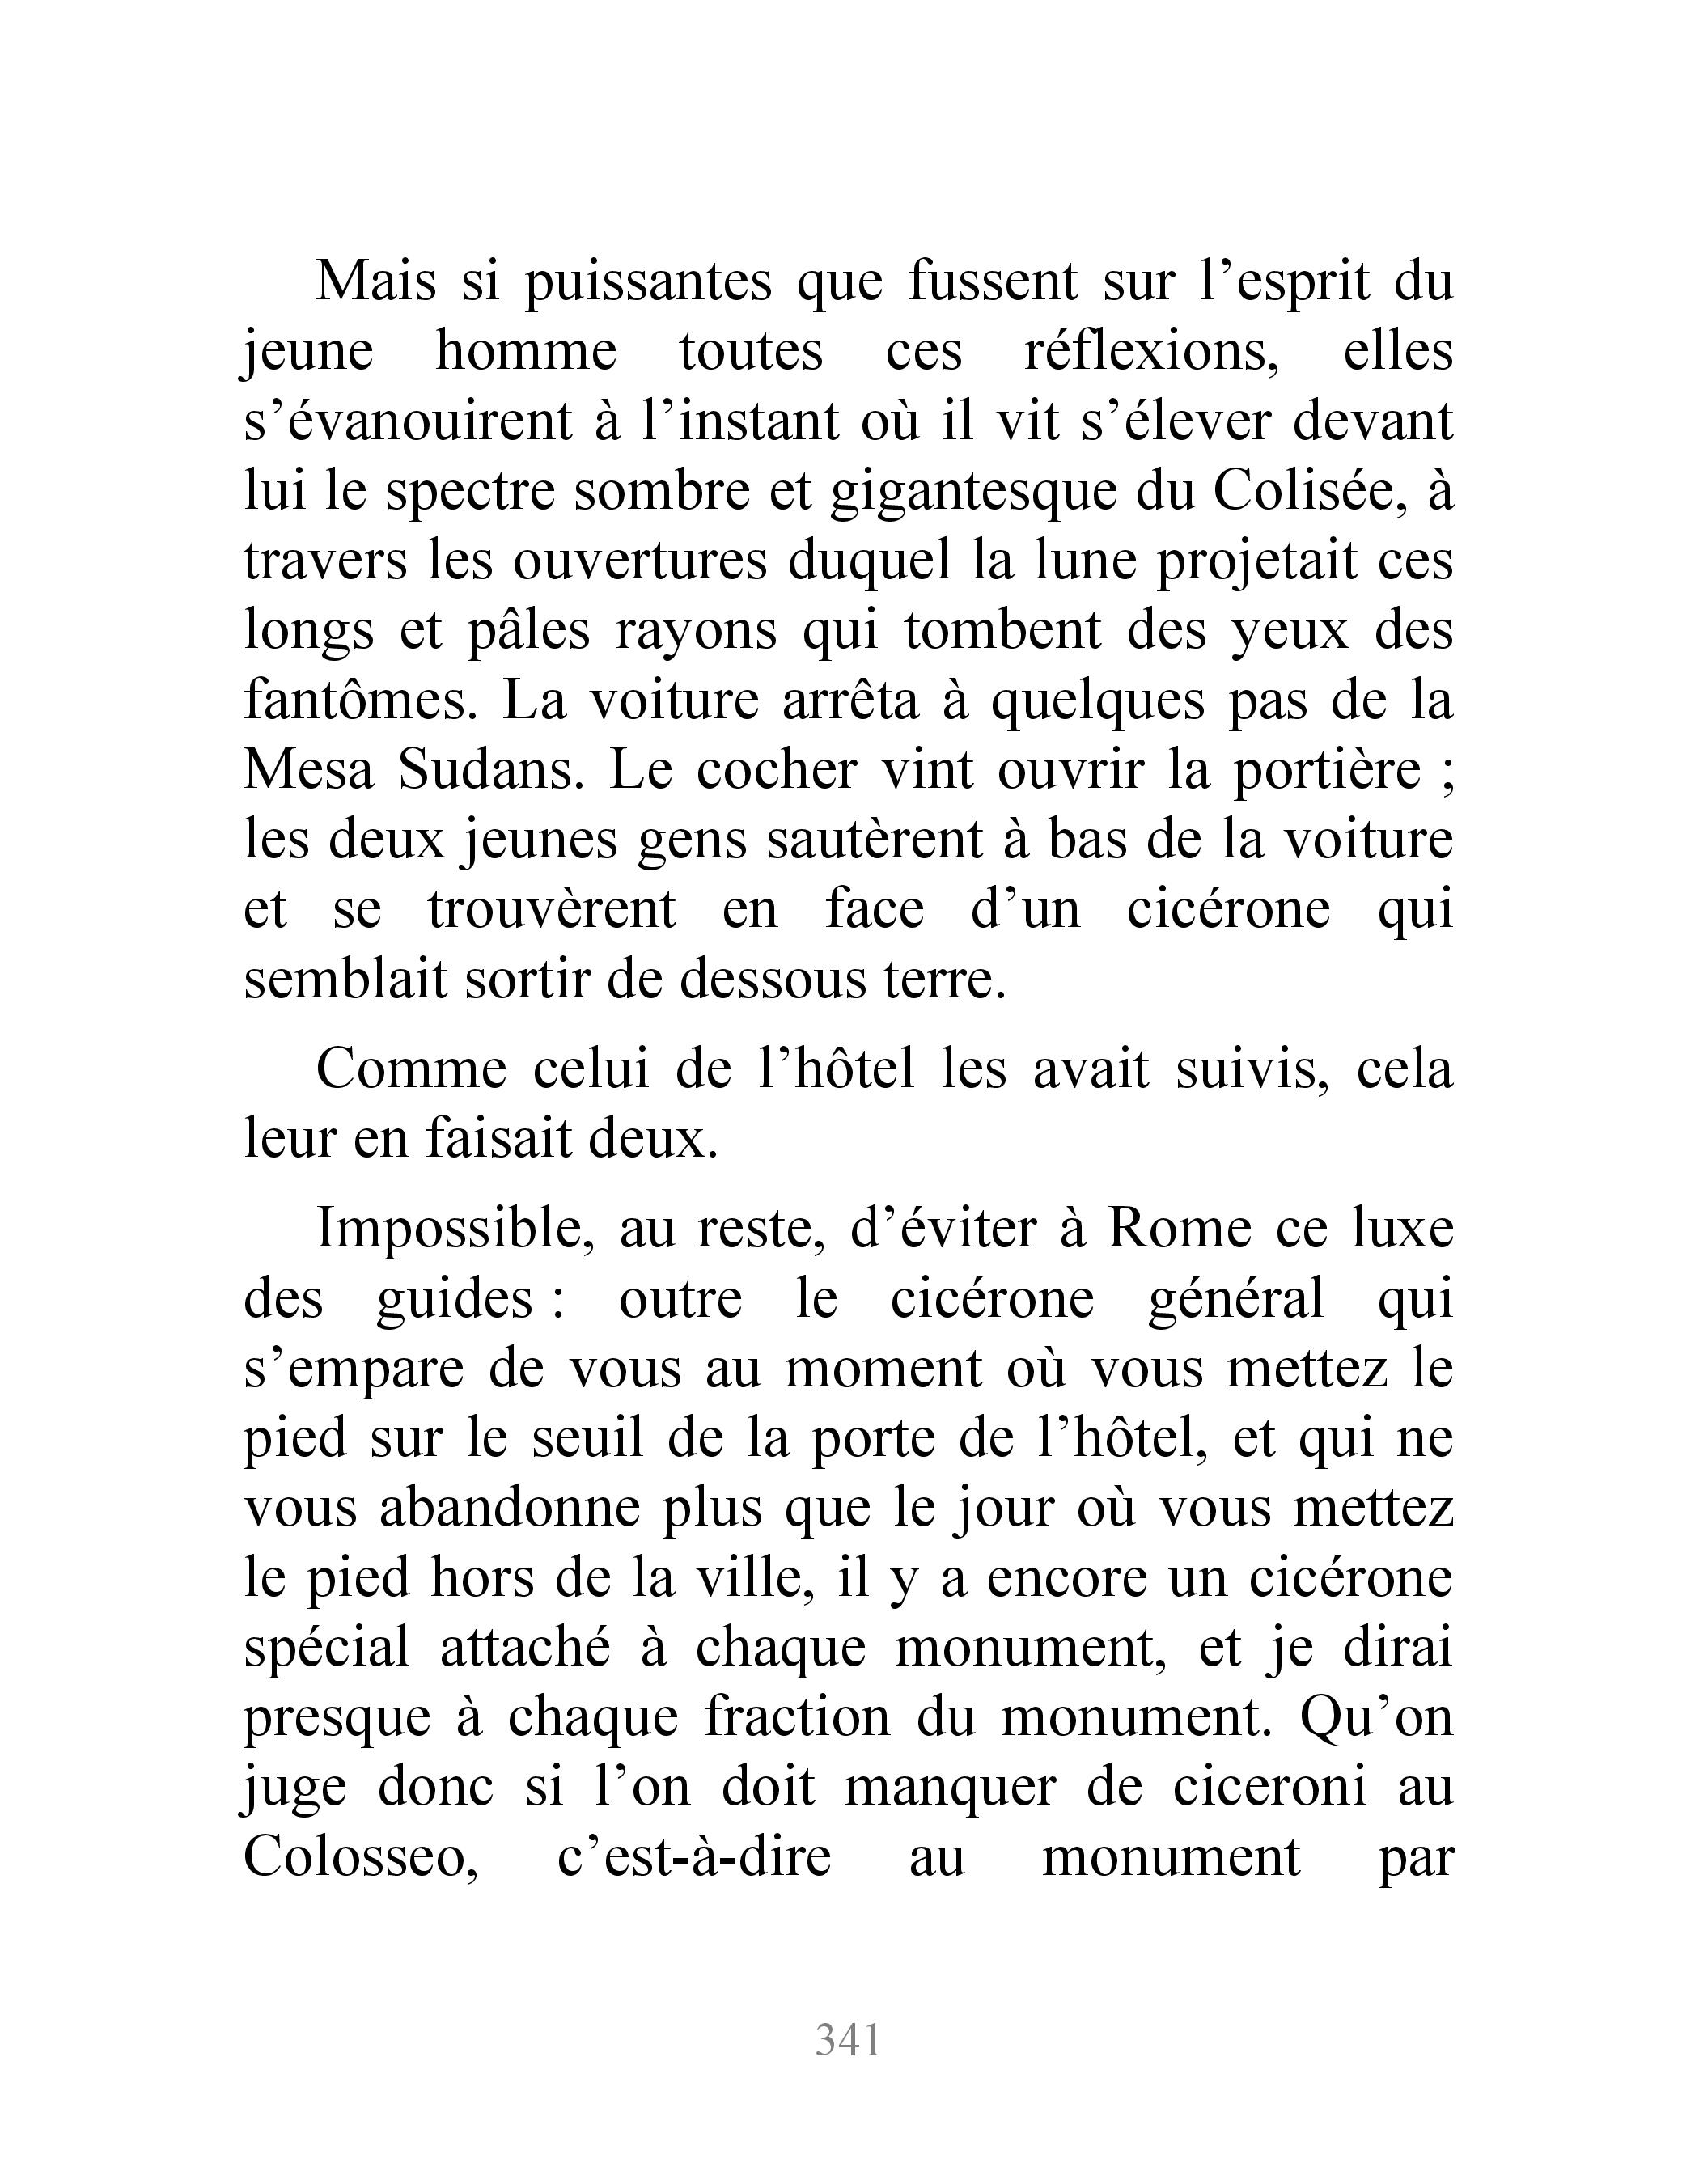 Mais si puissantes que fussent sur l’esprit du
jeune homme toutes ces réflexions, elles
s’évanouirent à l’instant où il vit s’élever devant
lui le spectre sombre et gigantesque du Colisée, à
travers les ouvertures duquel la lune projetait ces
longs et pâles rayons qui tombent des yeux des
fantômes. La voiture arrêta à quelques pas de la
Mesa Sudans. Le cocher vint ouvrir la portière ;
les deux jeunes gens sautèrent à bas de la voiture
et se trouvèrent en face d’un cicérone qui
semblait sortir de dessous terre.
Comme celui de l’hôtel les avait suivis, cela
leur en faisait deux.
Impossible, au reste, d’éviter à Rome ce luxe
des guides : outre le cicérone général qui
s’empare de vous au moment où vous mettez le
pied sur le seuil de la porte de l’hôtel, et qui ne
vous abandonne plus que le jour où vous mettez
le pied hors de la ville, il y a encore un cicérone
spécial attaché à chaque monument, et je dirai
presque à chaque fraction du monument. Qu’on
juge donc si l’on doit manquer de ciceroni au
Colosseo, c’est-à-dire au monument par
341